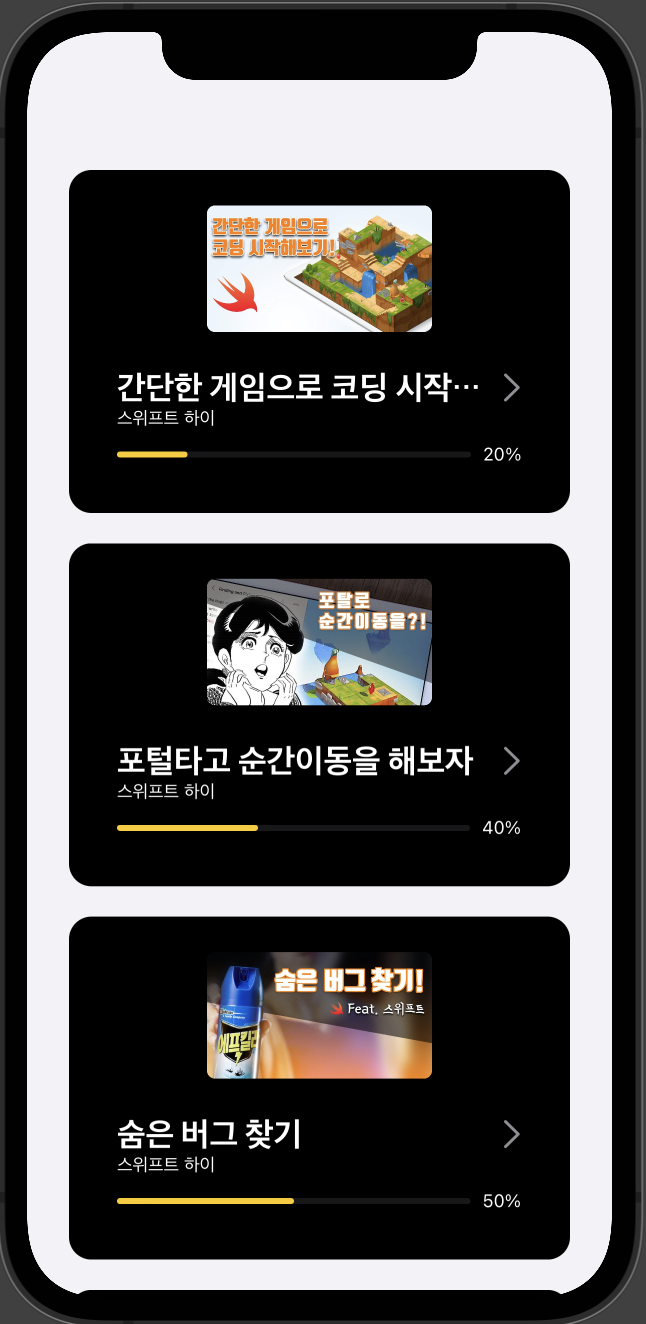 간단한 게임으로
코딩 시작해보기!
간단한 게임으로 코딩 시작…
스위프트 하이
20%
포탈로
순간이동을?!
포털타고 순간이동을 해보자
스위프트 하이
40%
숨은 버그 찾기!
Feat. 스위프트
에프킬라
숨은 버그 찾기
스위프트 하이
50%